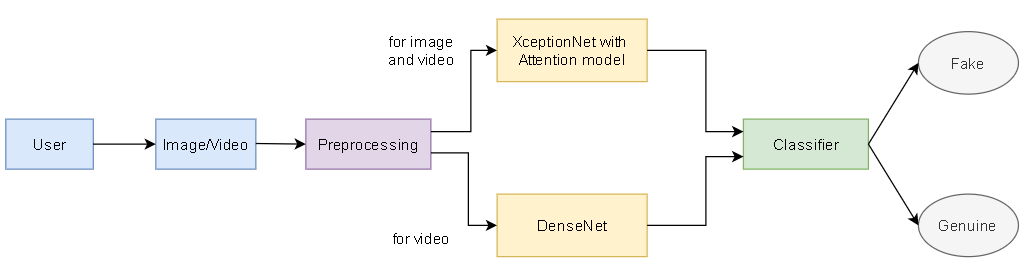 User
Image/Video
Preprocessing
for image
and video
XceptionNet with
Attention model
for video
DenseNet
Classifier
Fake
Genuine